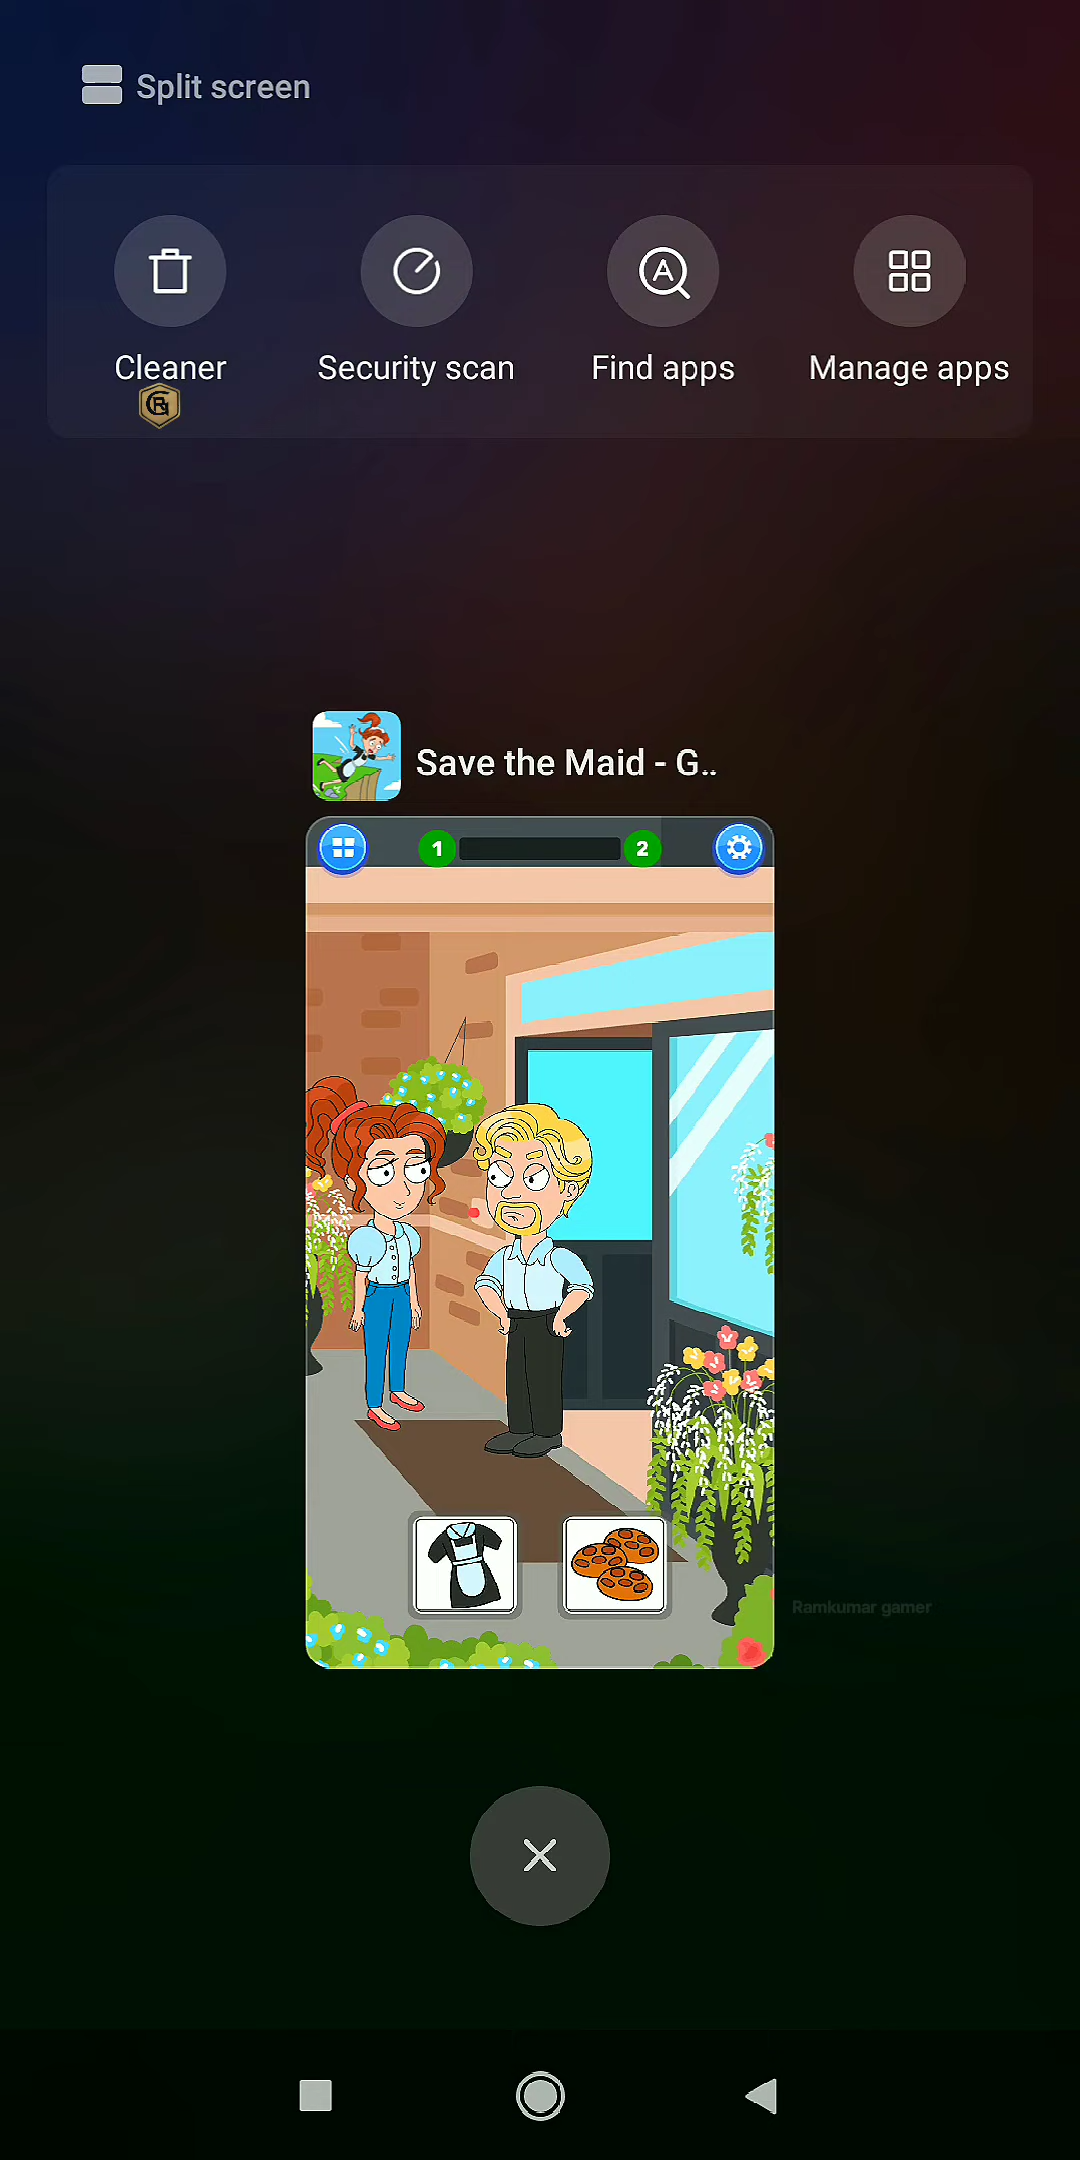 Split screen
Cleaner
Security scan
Find apps
Manage apps
Save the Maid - G..
1
2
Ramkumar gamer